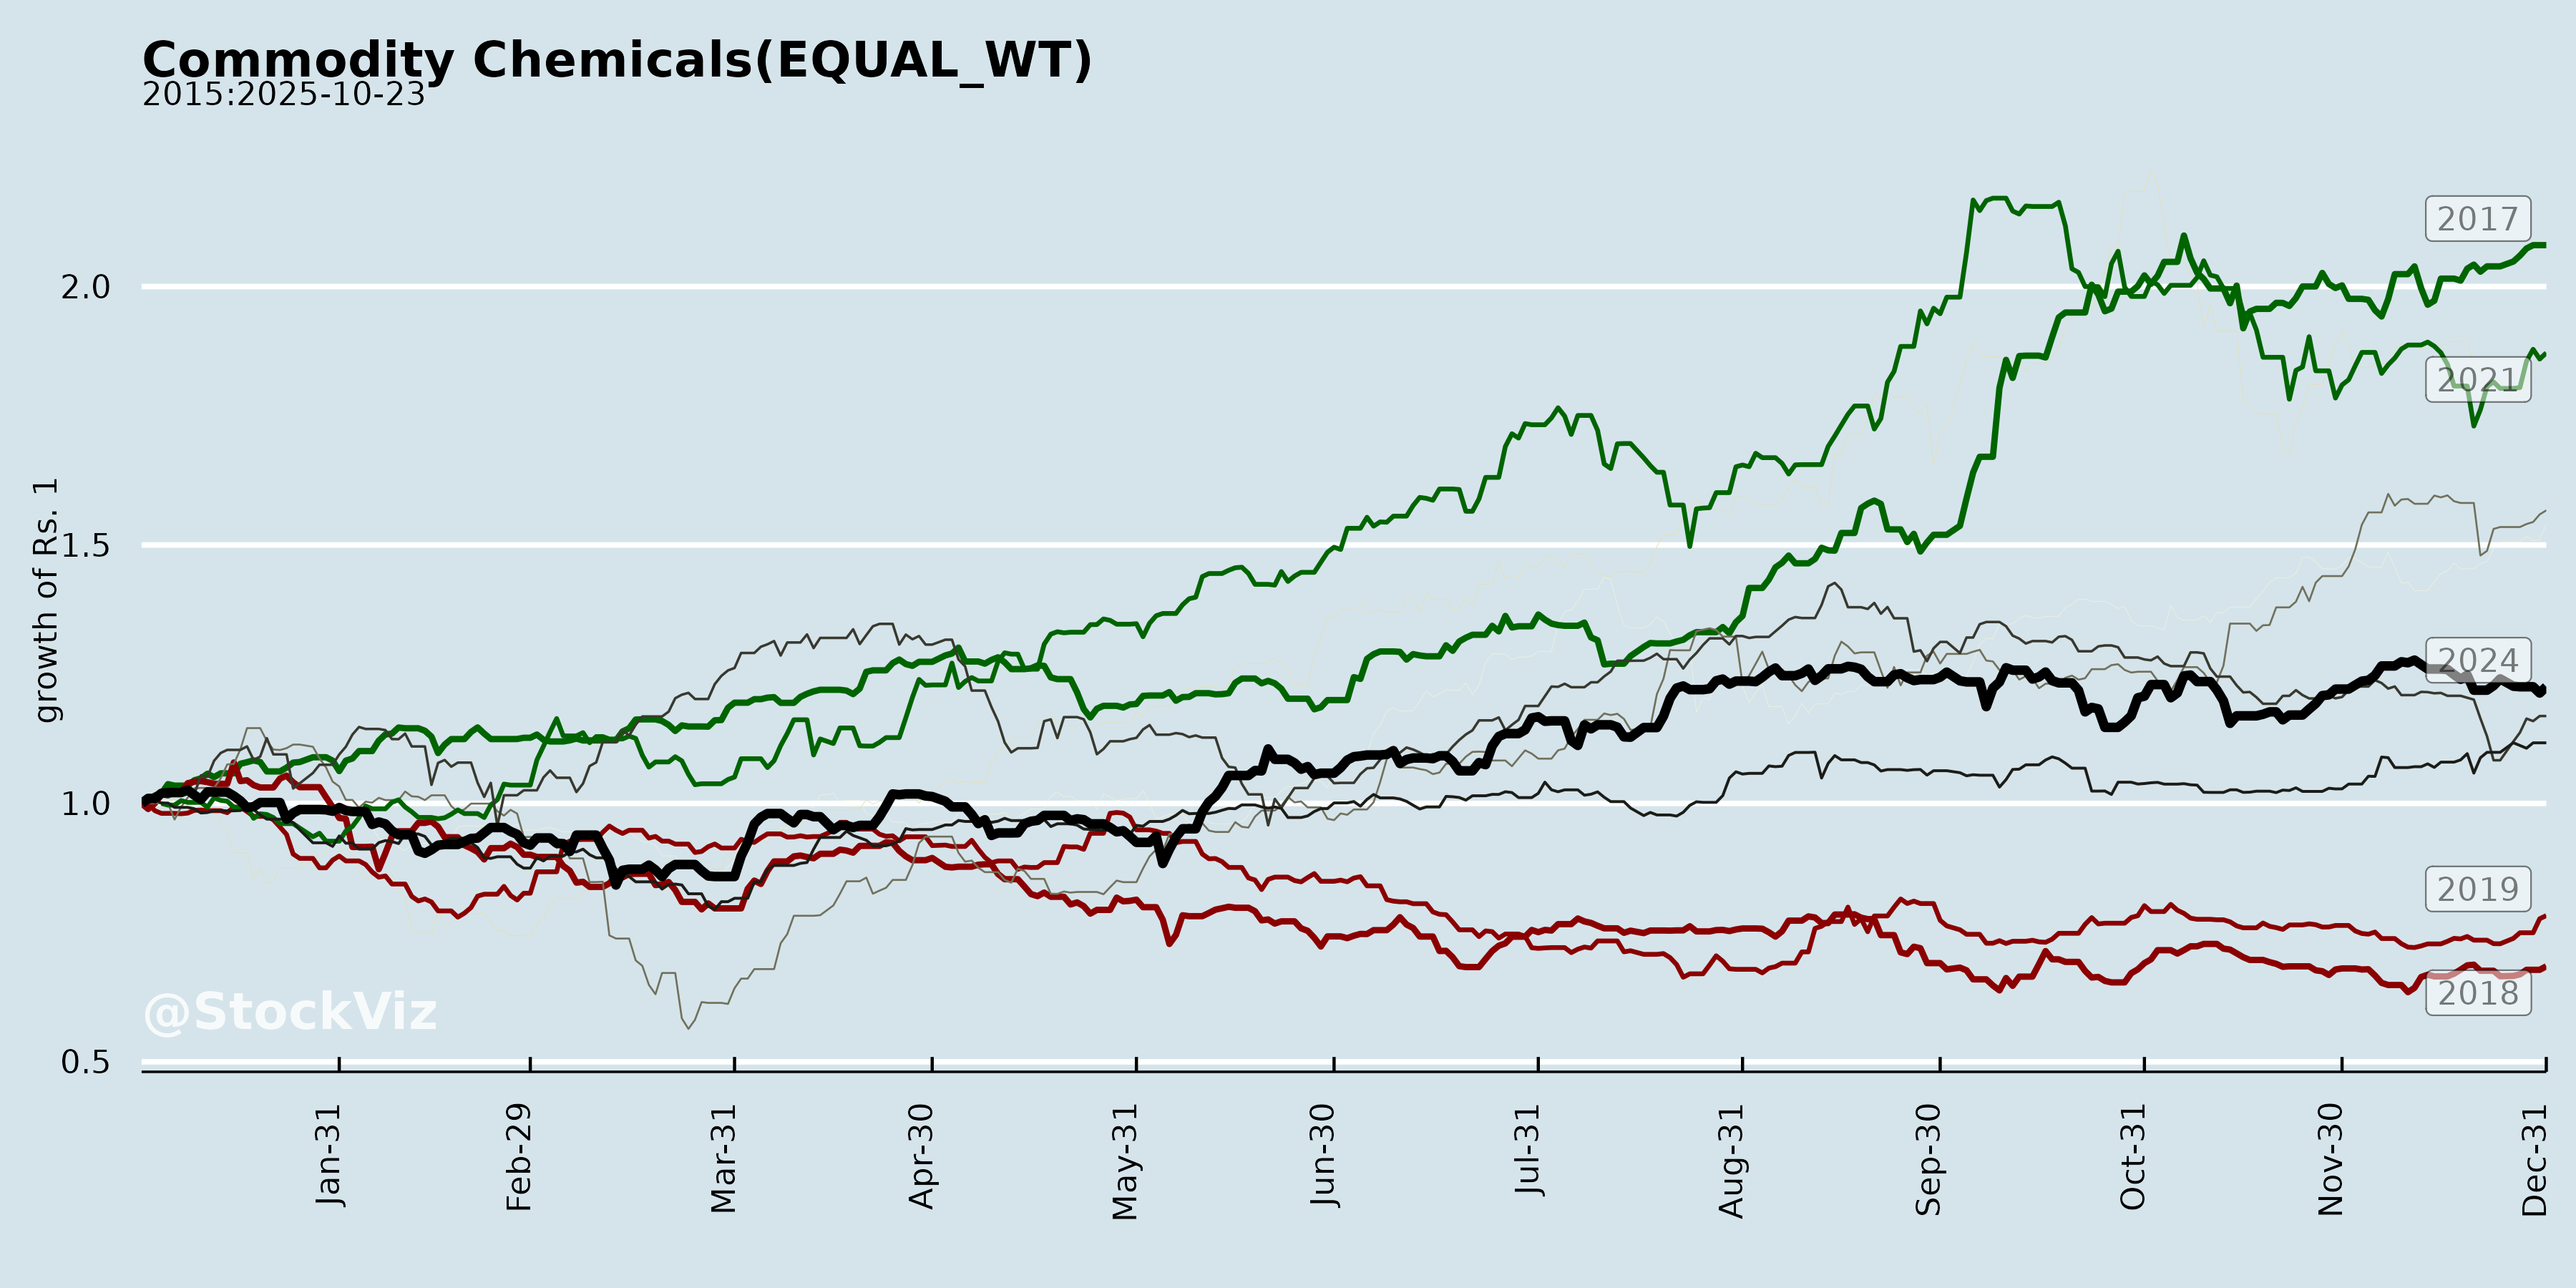 Commodity Chemicals(EQUAL_WT)
2015:2025-10-23
growth of Rs. 1
2.0
1.5
1.0
0.5
2017
2021
2024
2019
2018
@StockViz
Jan-31
Feb-29
Mar-31
Apr-30
May-31
Jun-30
Jul-31
Aug-31
Sep-30
Oct-31
Nov-30
Dec-31